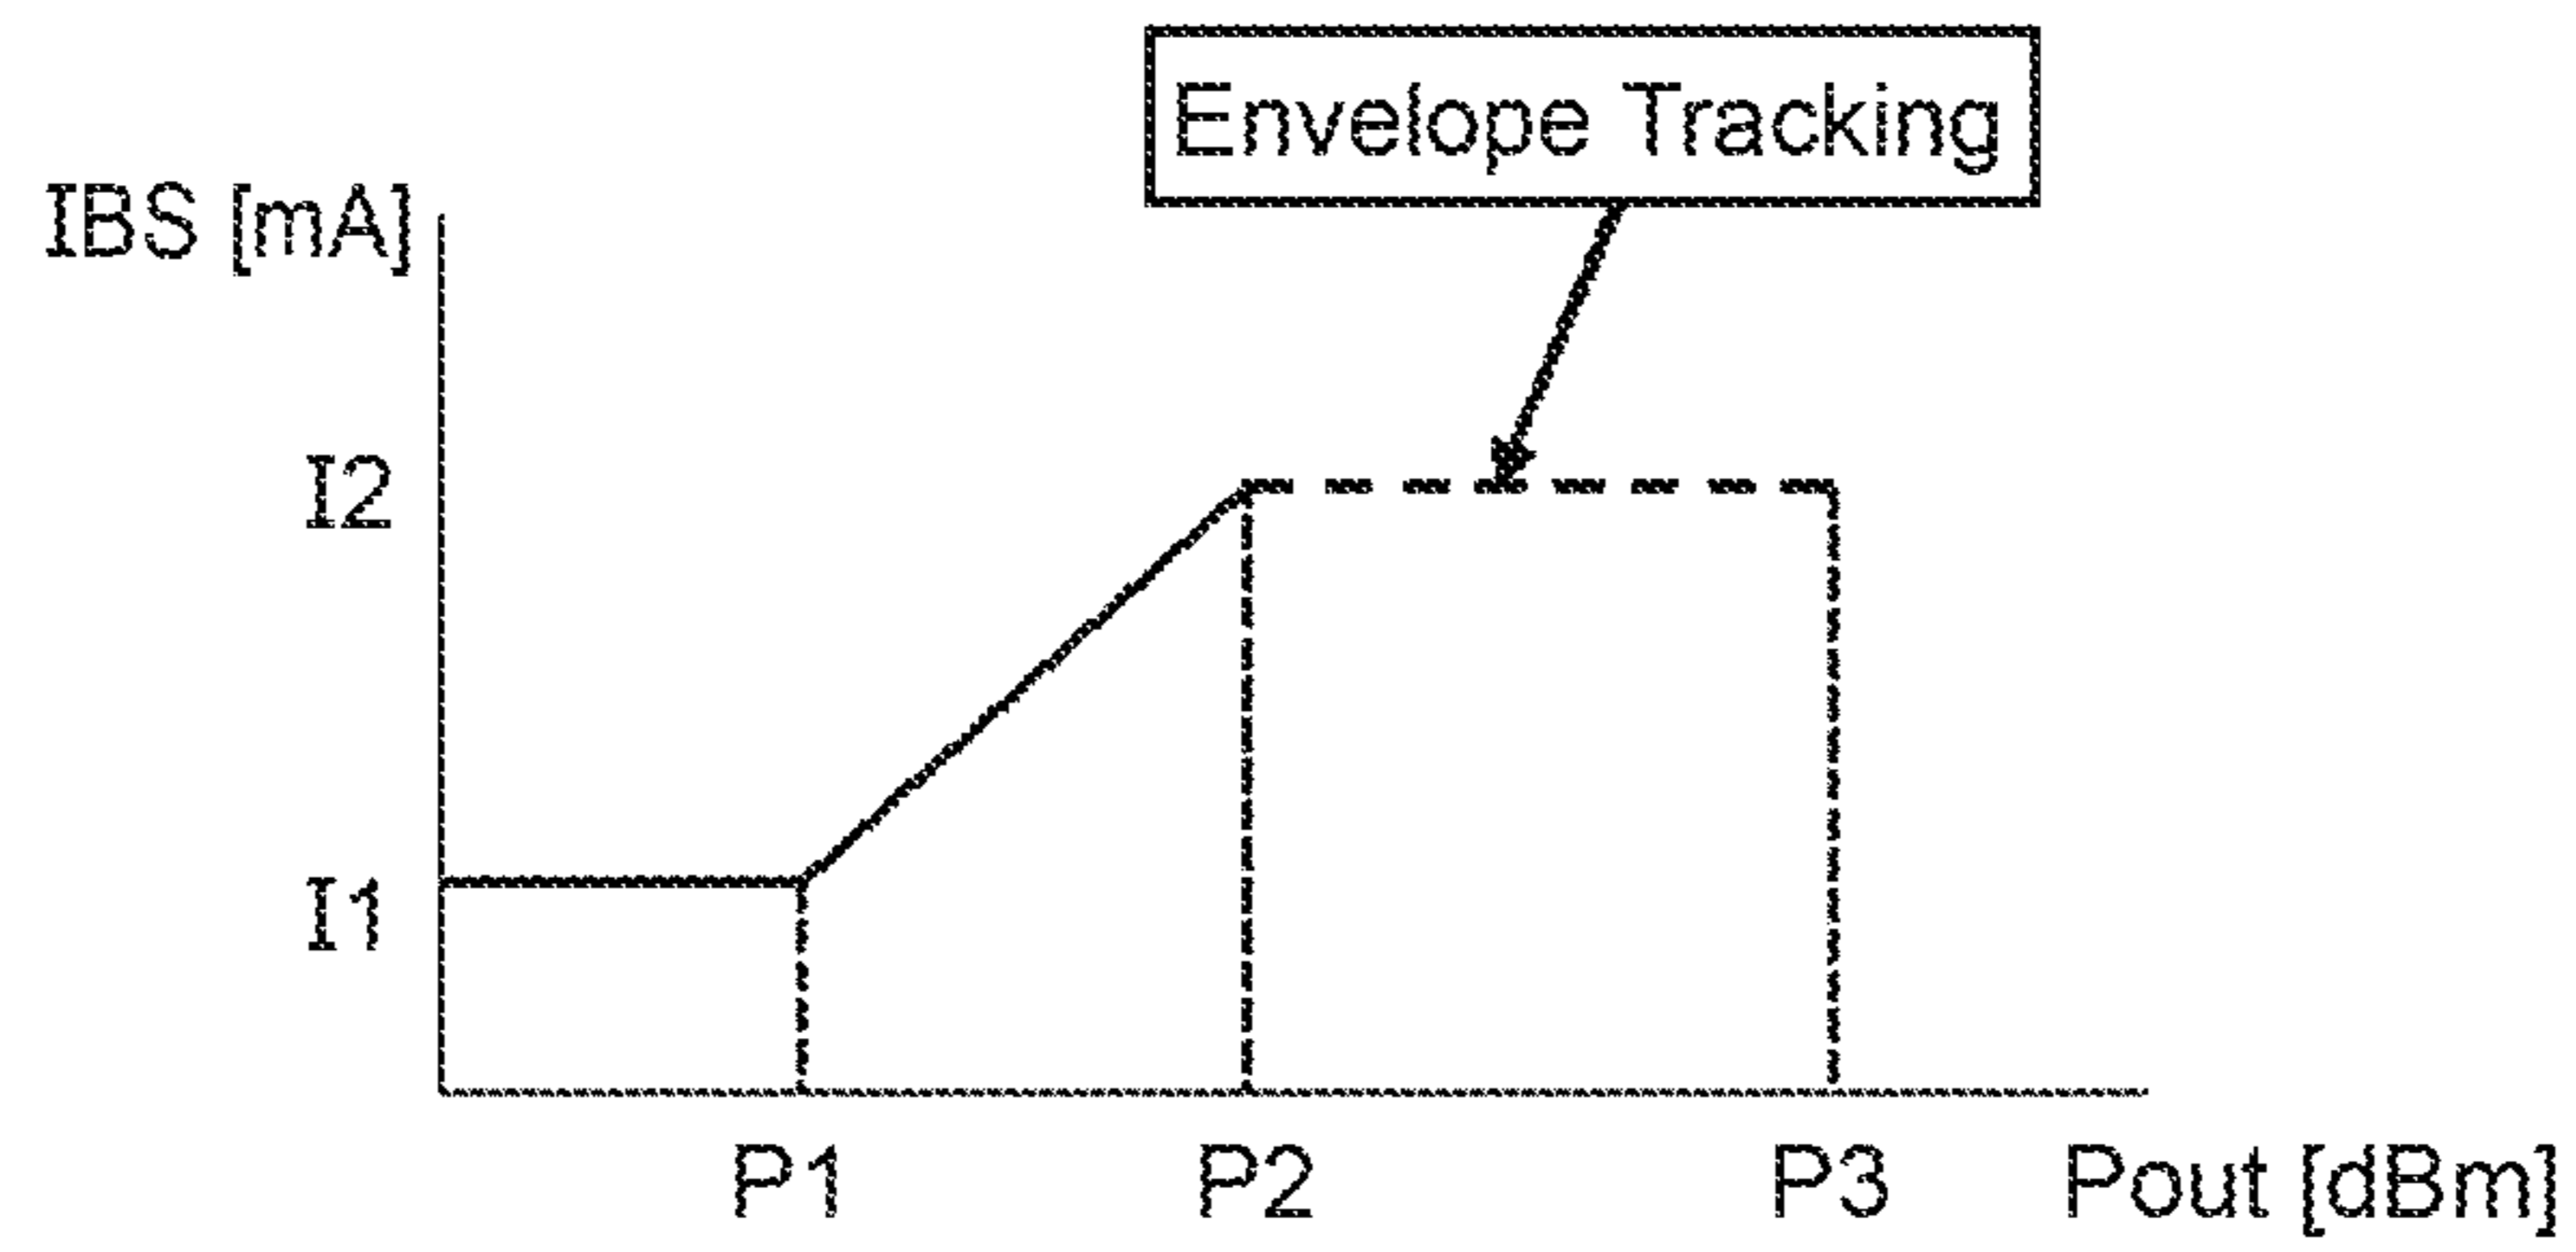 Envelope Tracking
IBS [mA]
I2
I1
P1 P2 P3 Pout [dBm]